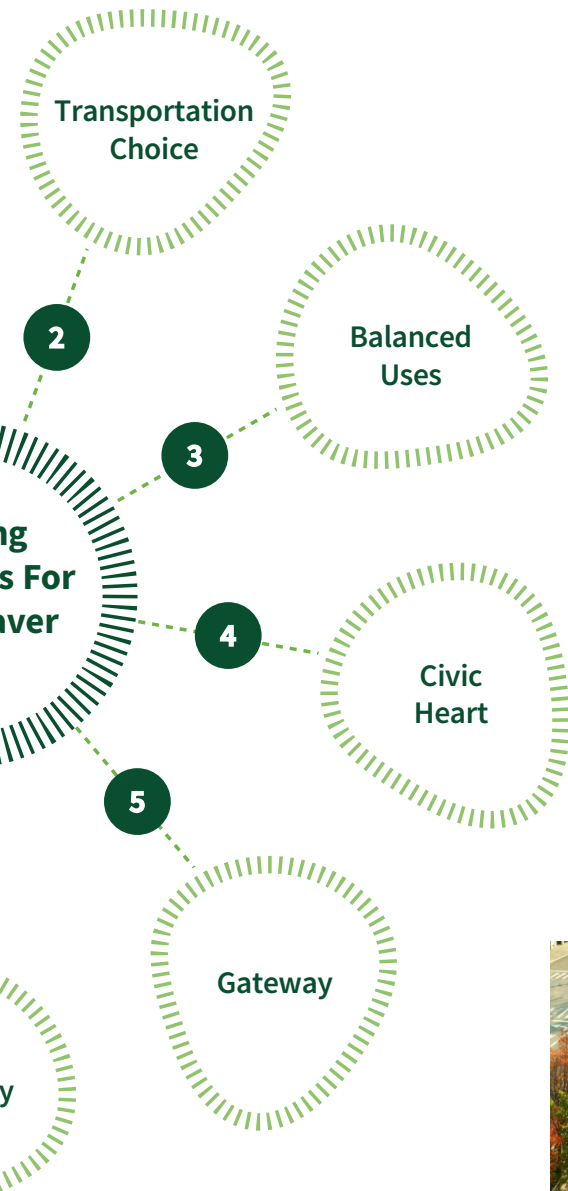 Transportation
Choice
2
Balanced
Uses
3
ng
s For
aver
4
Civic
Heart
5
Gateway
y